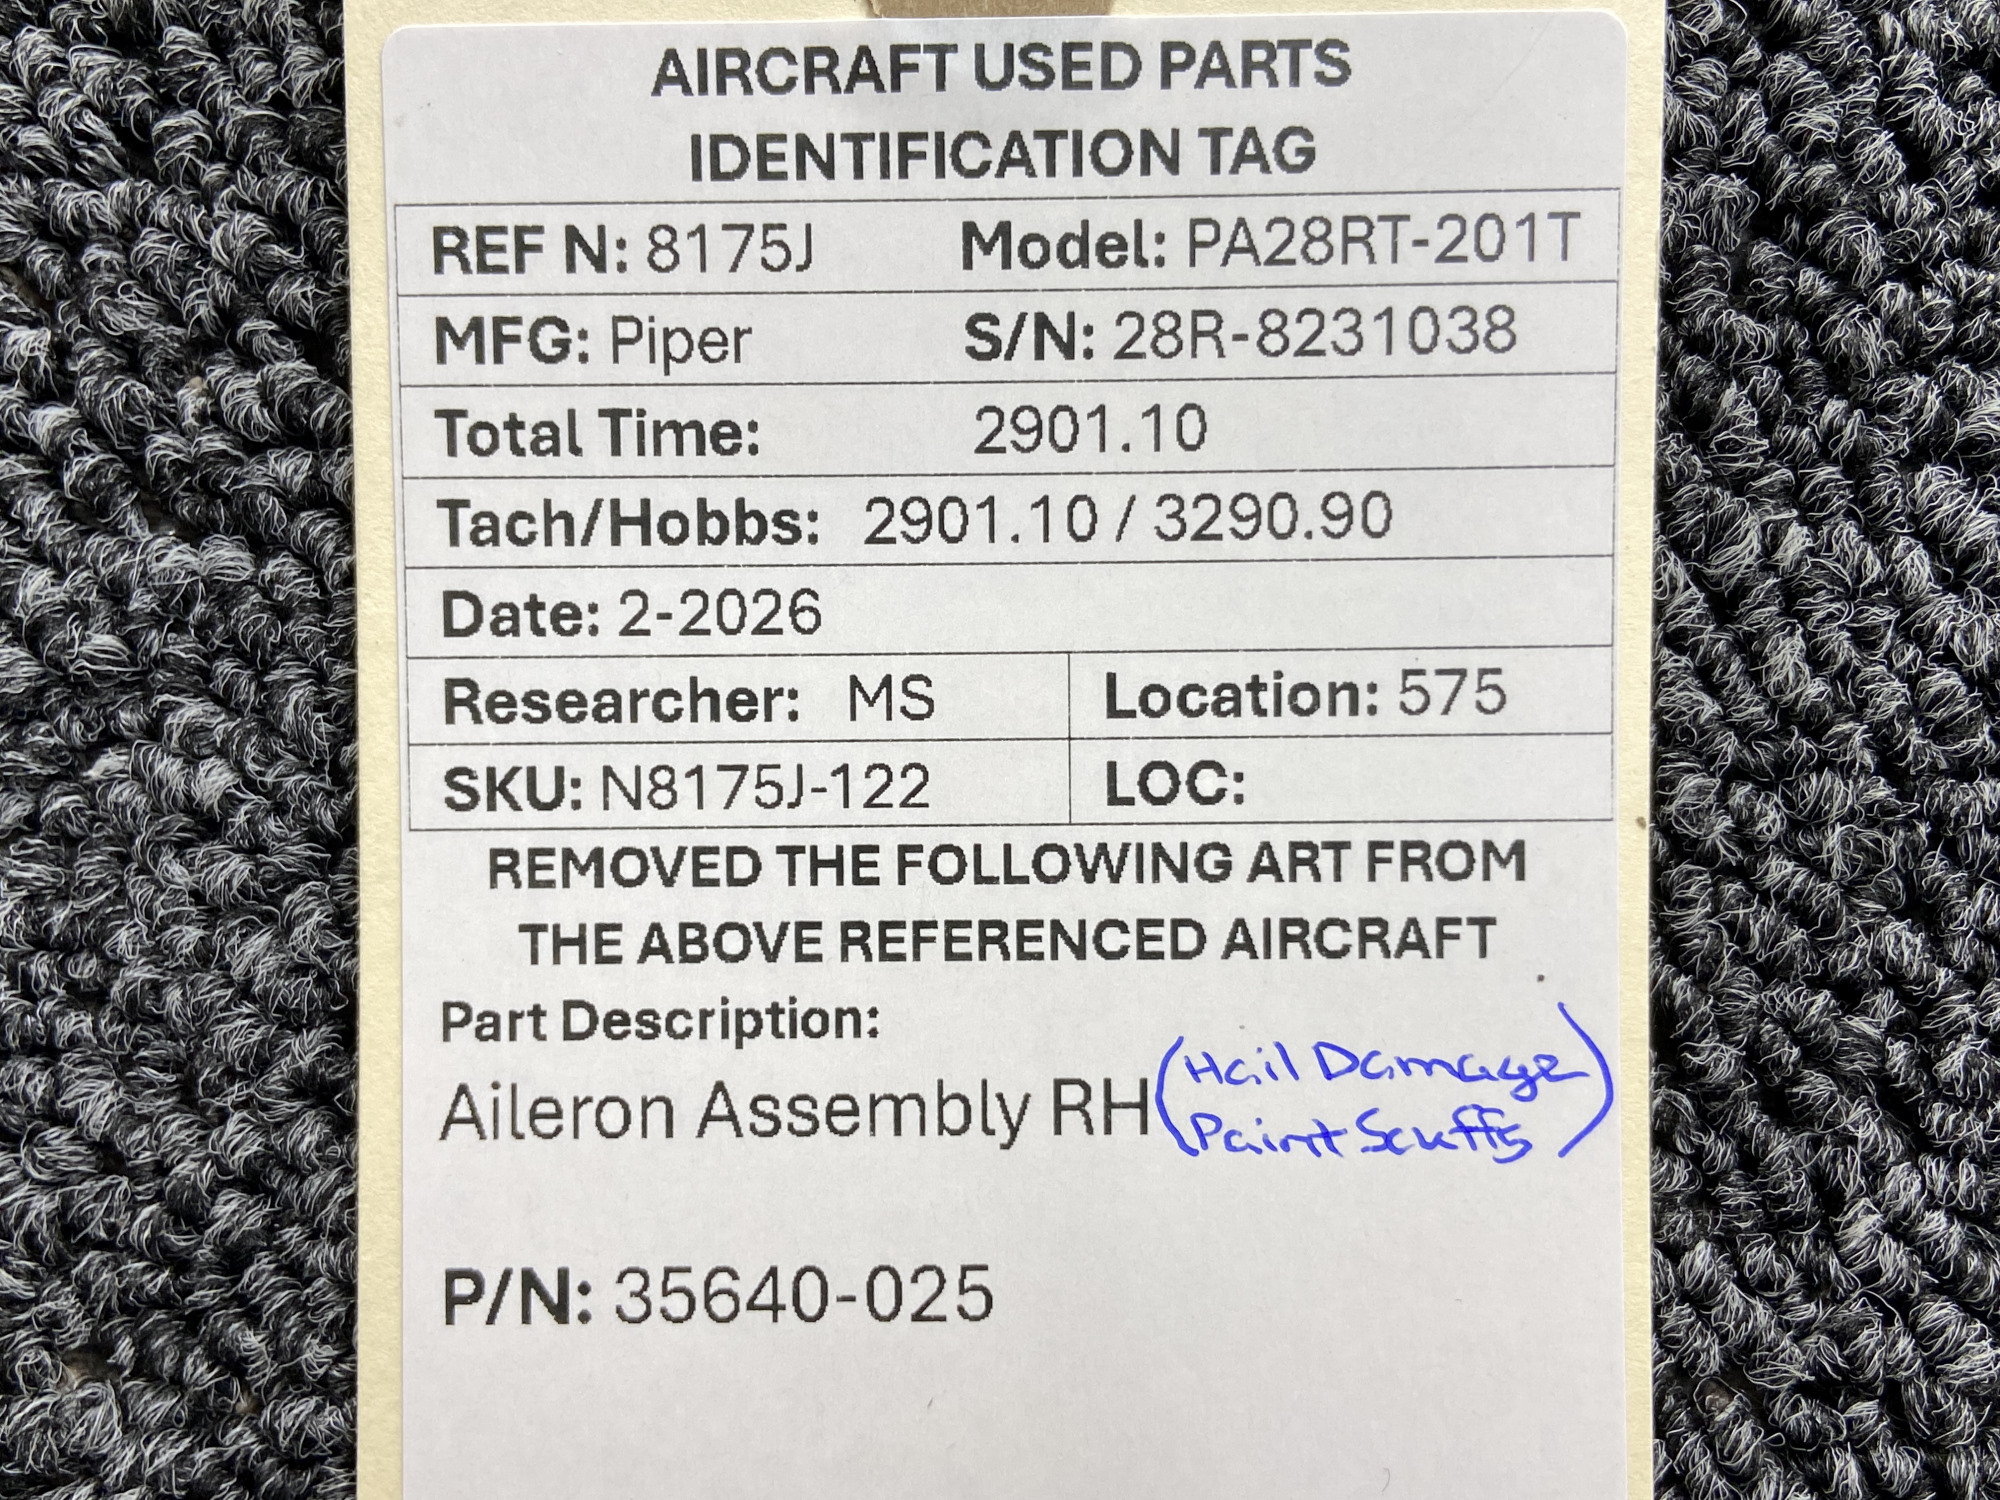 AIRCRAFT USED PARTS
IDENTIFICATION TAG
REF N: 8175J Model: PA28RT-201T
MFG: Piper S/N: 28R-8231038
Total Time: 2901.10
Tach/Hobbs: 2901.10 / 3290.90
Date: 2-2026
Researcher: MS Location: 575
SKU: N8175J-122 LOC:
REMOVED THE FOLLOWING ART FROM
THE ABOVE REFERENCED AIRCRAFT
Part Description:
Aileron Assembly RH (Hail Damage
Paint Scuffs)
P/N: 35640-025